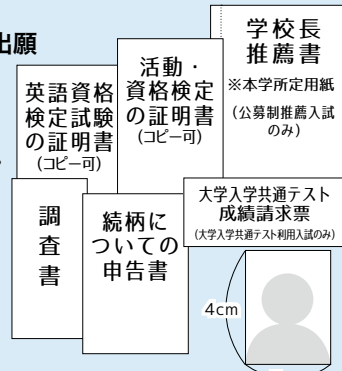 出願
学校長
推薦書
※本学所定用紙
(公募制推薦入試
のみ)
活動・
資格検定
の証明書
(コピー可)
英語資格
検定試験
の証明書
(コピー可)
大学入学共通テスト
成績請求票
(大学入学共通テスト利用入試のみ)
調査書
続柄に
ついての
申告書
4cm